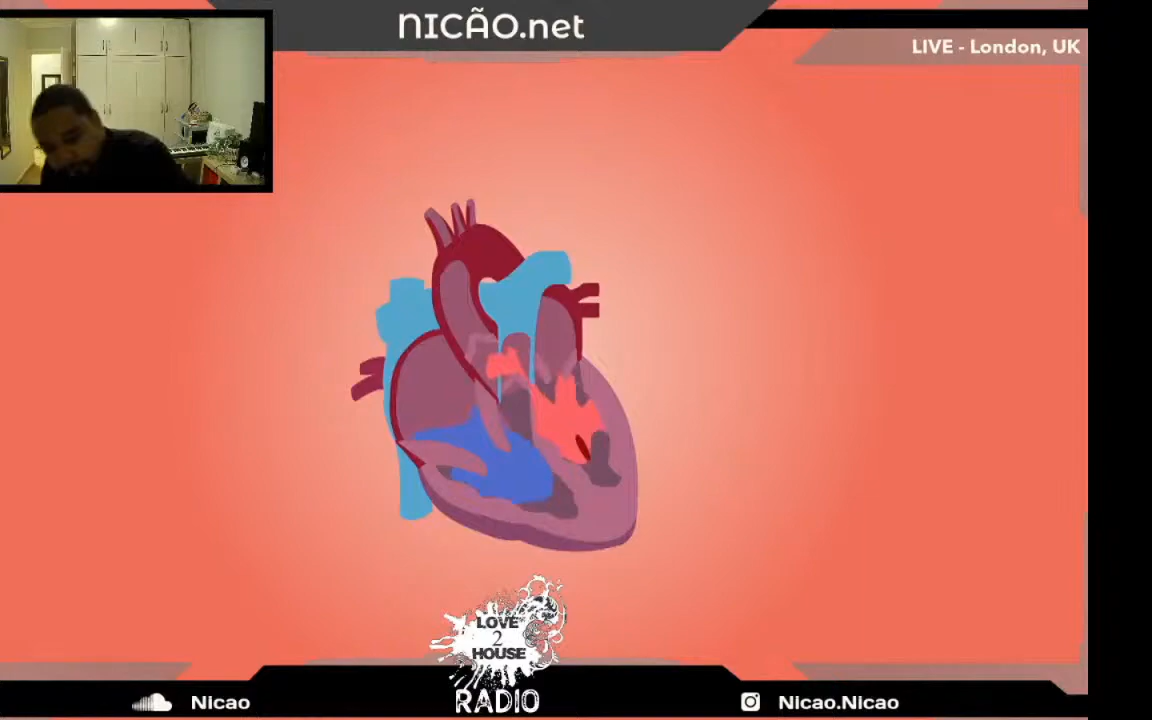 NICÃO.net
LIVE - London, UK
LOVE
2
HOUSE
RADIO
Nicao
Nicao.Nicao